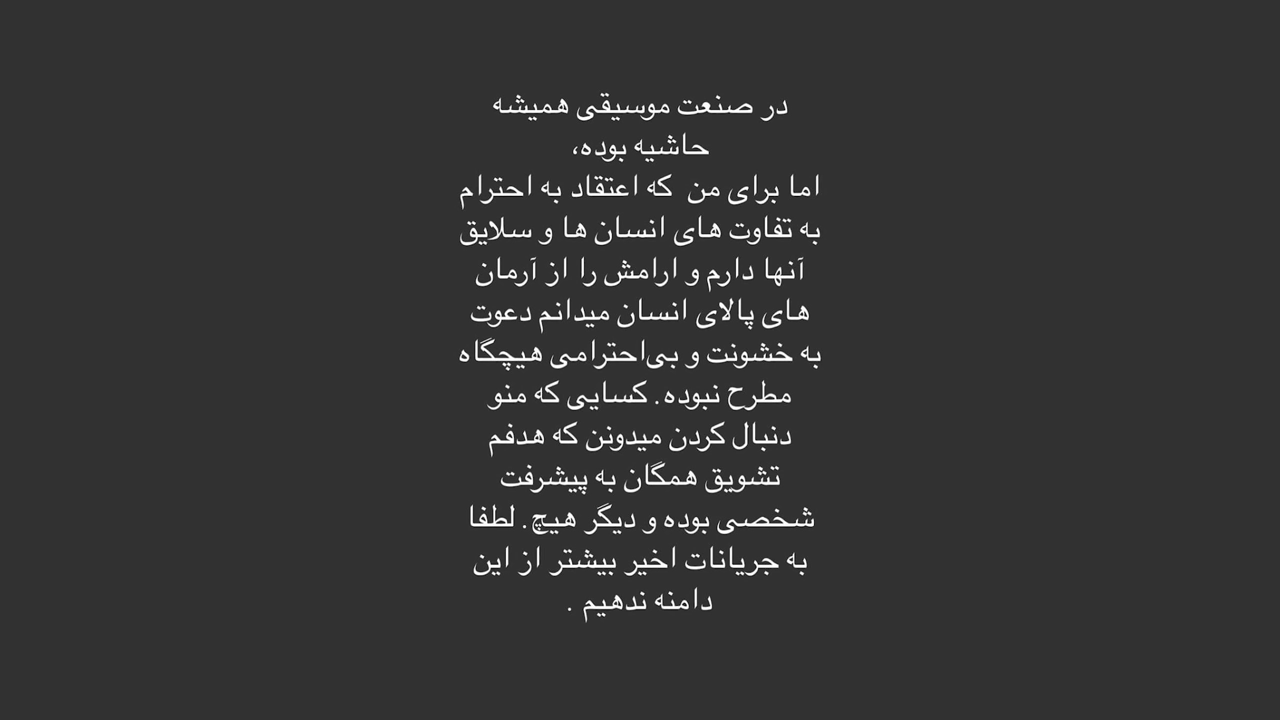 در صنعت موسیقی همیشه
حاشیه بوده،
اما برای من که اعتقاد به احترام
به تفاوت های انسان ها و سلایق
آنها دارم و ارامش را از آرمان
های پالای انسان میدانم دعوت
به خشونت و بی‌احترامی هیچگاه
مطرح نبوده. کسایی که منو
دنبال کردن میدونن که هدفم
تشویق همگان به پیشرفت
شخصی بوده و دیگر هیچ. لطفا
به جریانات اخیر بیشتر از این
دامنه ندهیم .